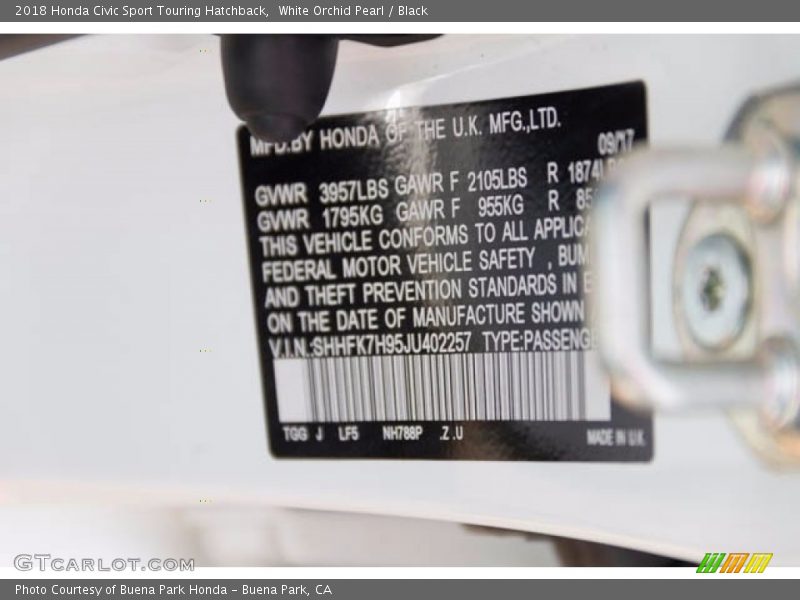 2018 Honda Civic Sport Touring Hatchback,  White Orchid Pearl / Black
MFD.BY HONDA OF THE U.K. MFG.,LTD.
09/17
GVWR 3957LBS GAWR F 2105LBS R 1874
GVWR 1795KG GAWR F 955KG R
THIS VEHICLE CONFORMS TO ALL
FEDERAL MOTOR VEHICLE SAFETY ,
AND THEFT PREVENTION STANDARDS IN
ON THE DATE OF MANUFACTURE SHOWN
V.I.N.:SHHFK7H95JU402257 TYPE:PASSENGE
TGG J LF5 NH788P .Z .U
MADE IN U.K.
GTCARLOT.COM
Photo Courtesy of Buena Park Honda – Buena Park, CA